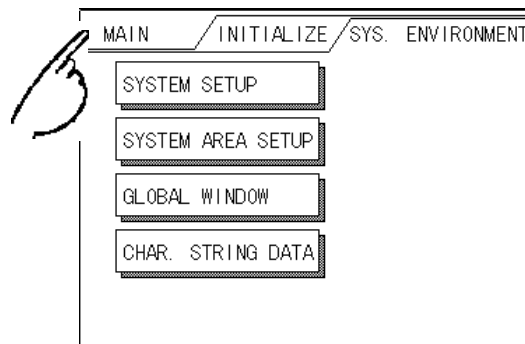 MAIN INITIALIZE SYS. ENVIRONMENT
SYSTEM SETUP
SYSTEM AREA SETUP
GLOBAL WINDOW
CHAR. STRING DATA